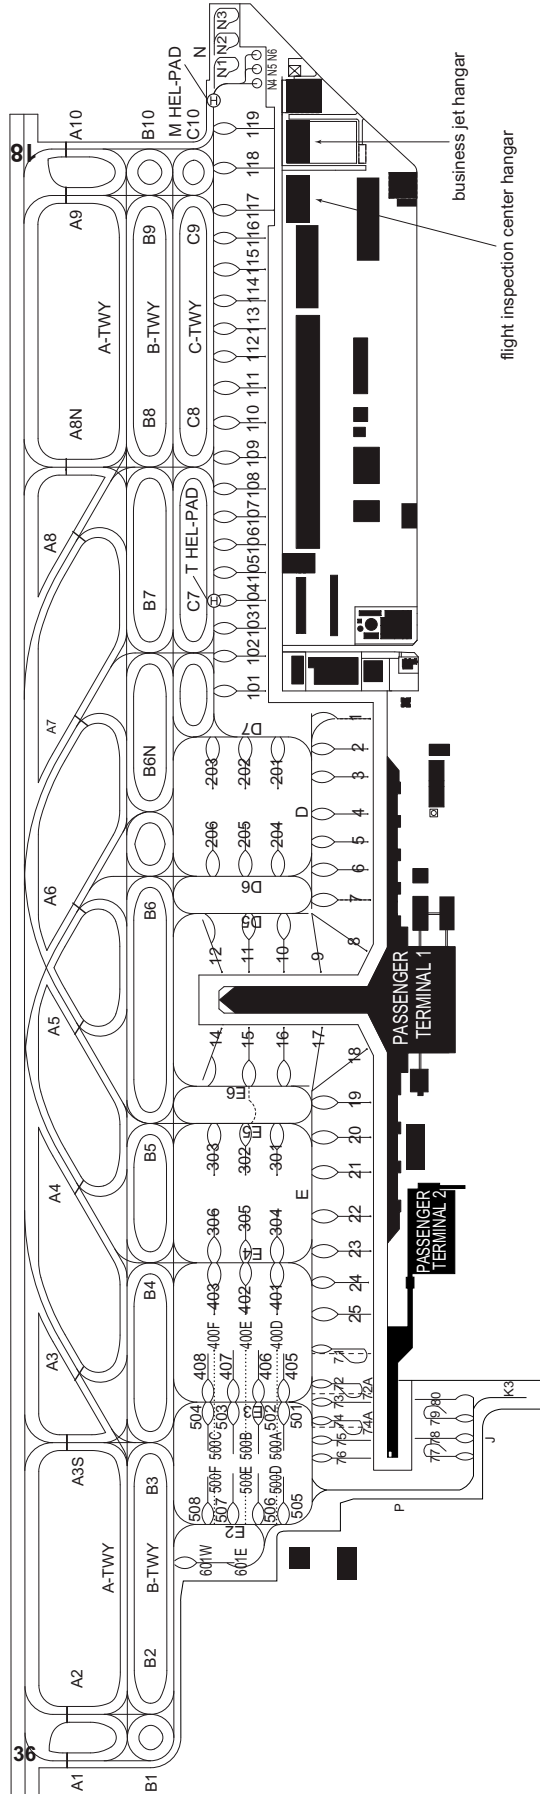 N3
N2
N1
N
N4 N5 N6
M HEL-PAD
A10
B10
C10
18
119
118
business jet hangar
flight inspection center hangar
A9
B9
C9
117
116
115
114
113
112
111
110
109
108
107
106
105
104
103
102
101
A-TWY
B-TWY
C-TWY
A8N
B8
C8
T HEL-PAD
A8
B7
C7
A7
B6N
D7
203
202
201
D
206
205
204
D6
D5
1
2
3
4
5
6
7
8
9
10
11
12
A6
B6
PASSENGER
TERMINAL 1
A5
14
15
16
17
18
19
20
21
22
23
24
25
E6
E5
303
302
301
E
B5
A4
306
305
304
E4
PASSENGER
TERMINAL 2
B4
403
402
401
400F
400E
400D
A3
408
407
406
405
71
72
72A
73
74
74A
75
76
77
78
79
80
K3
J
P
504
503
502
501
E3
500C
500B
500A
500F
500E
500D
A3S
B3
508
507
506
505
E2
601W
601E
A-TWY
B-TWY
A2
B2
36
A1
B1